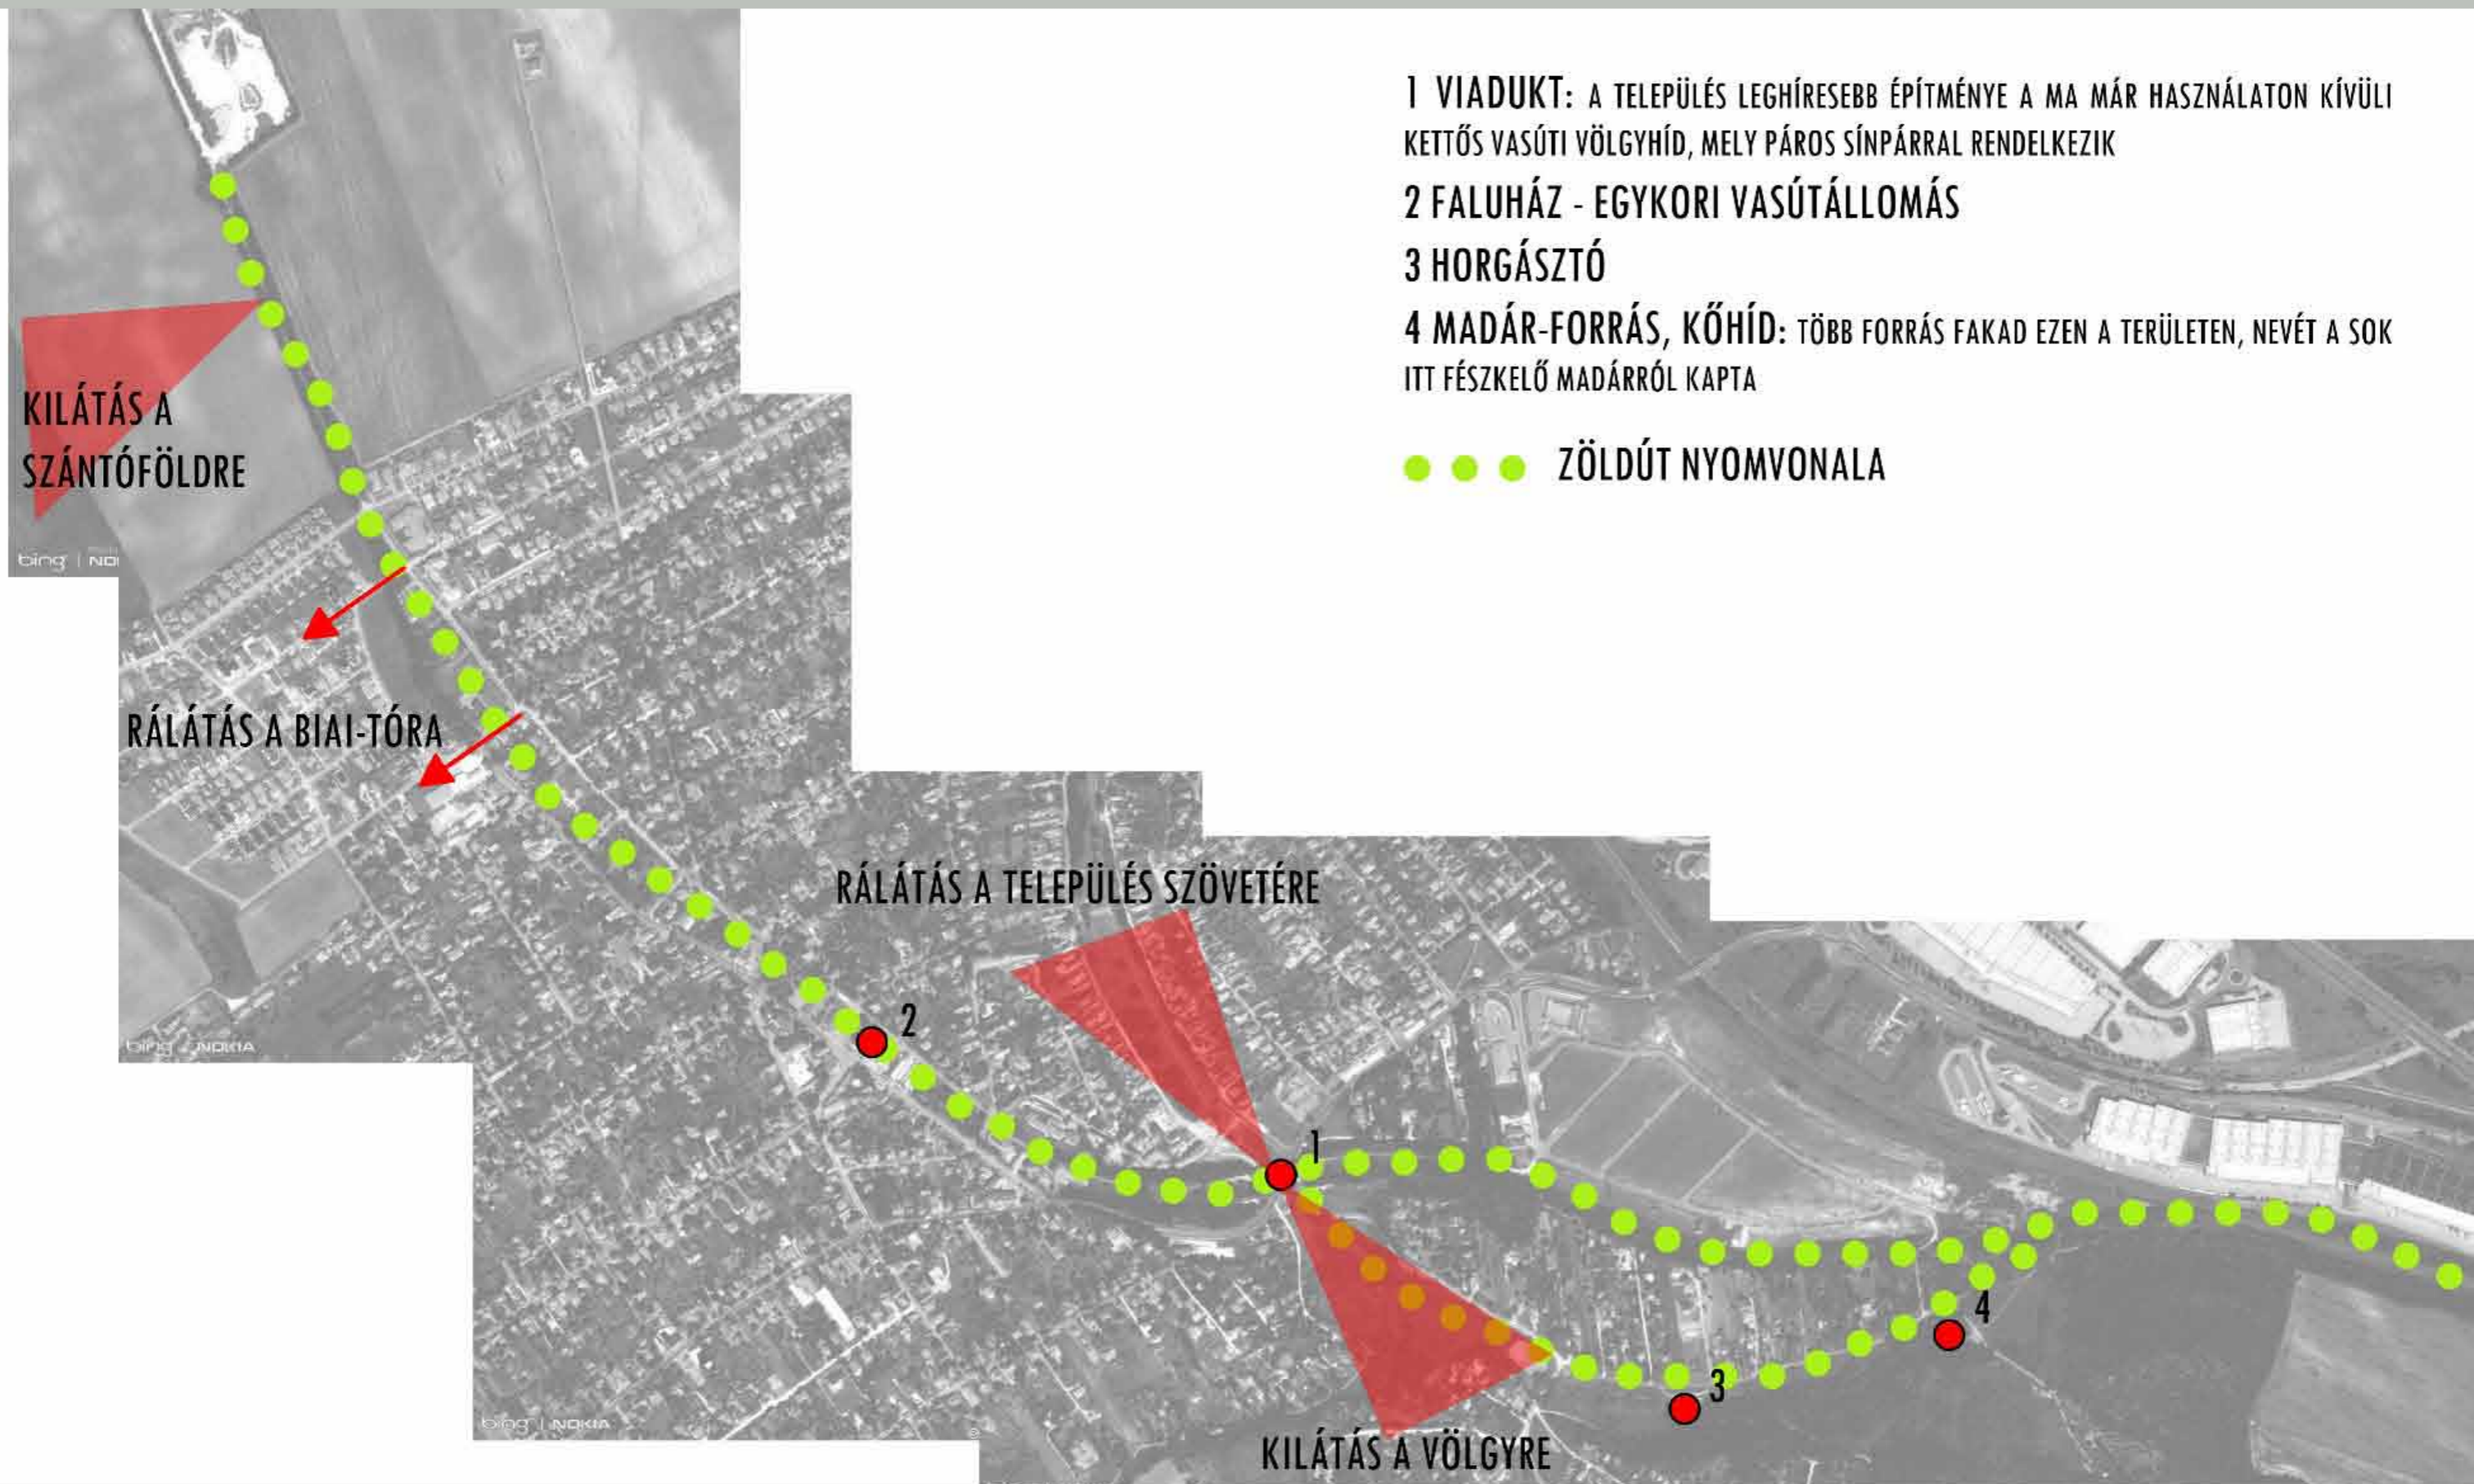 1 VIADUKT: A TELEPÜLÉS LEGHÍRESEBB ÉPÍTMÉNYE A MA MÁR HASZNÁLATON KÍVÜLI
KETTŐS VASÚTI VÖLGYHÍD, MELY PÁROS SÍNPÁRRAL RENDELKEZIK
2 FALUHÁZ - EGYKORI VASÚTÁLLOMÁS
3 HORGÁSZTÓ
4 MADÁR-FORRÁS, KŐHÍD: TÖBB FORRÁS FAKAD EZEN A TERÜLETEN, NEVÉT A SOK
ITT FÉSZKELŐ MADÁRRÓL KAPTA
ZÖLDÚT NYOMVONALA
KILÁTÁS A
SZÁNTÓFÖLDRE
bing
RÁLÁTÁS A BIAI-TÓRA
RÁLÁTÁS A TELEPÜLÉS SZÖVETÉRE
2
bing NOKIA
1
4
3
bing | NOKIA
KILÁTÁS A VÖLGYRE